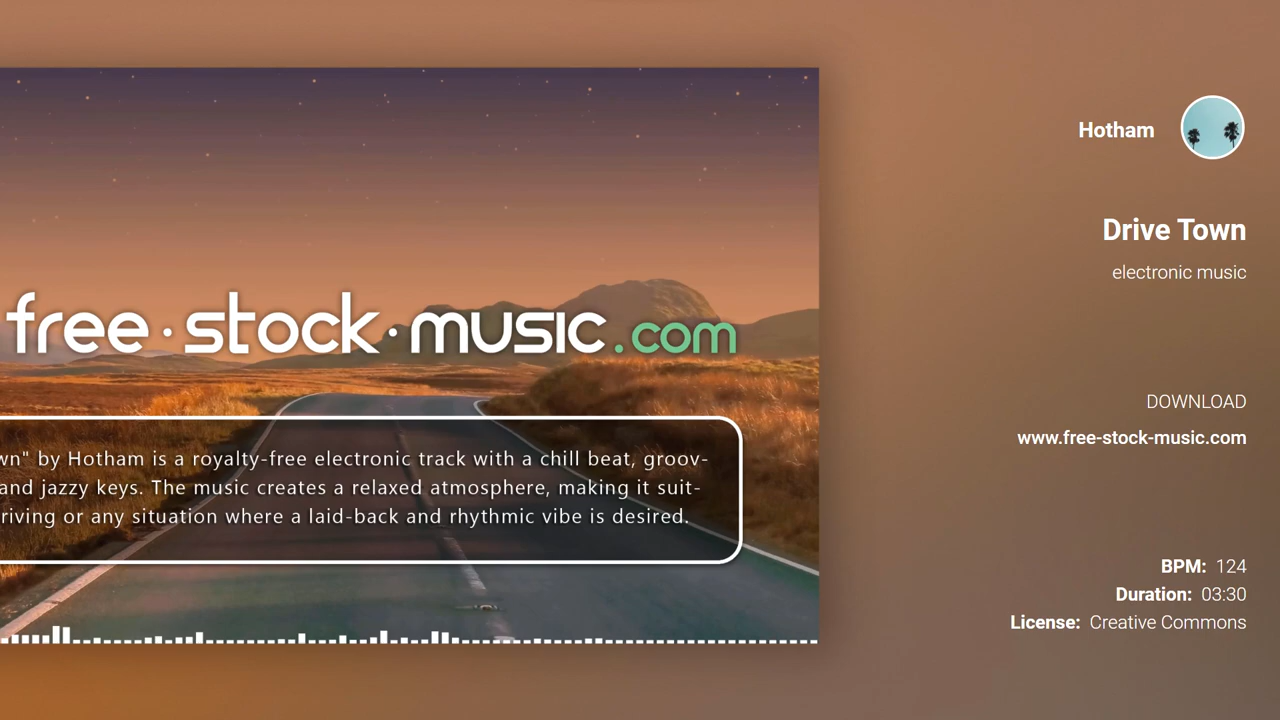 free·stock·music.com
wn" by Hotham is a royalty-free electronic track with a chill beat, groov-
and jazzy keys. The music creates a relaxed atmosphere, making it suit-
riving or any situation where a laid-back and rhythmic vibe is desired.
Hotham
Drive Town
electronic music
DOWNLOAD
www.free-stock-music.com
BPM: 124
Duration: 03:30
License: Creative Commons